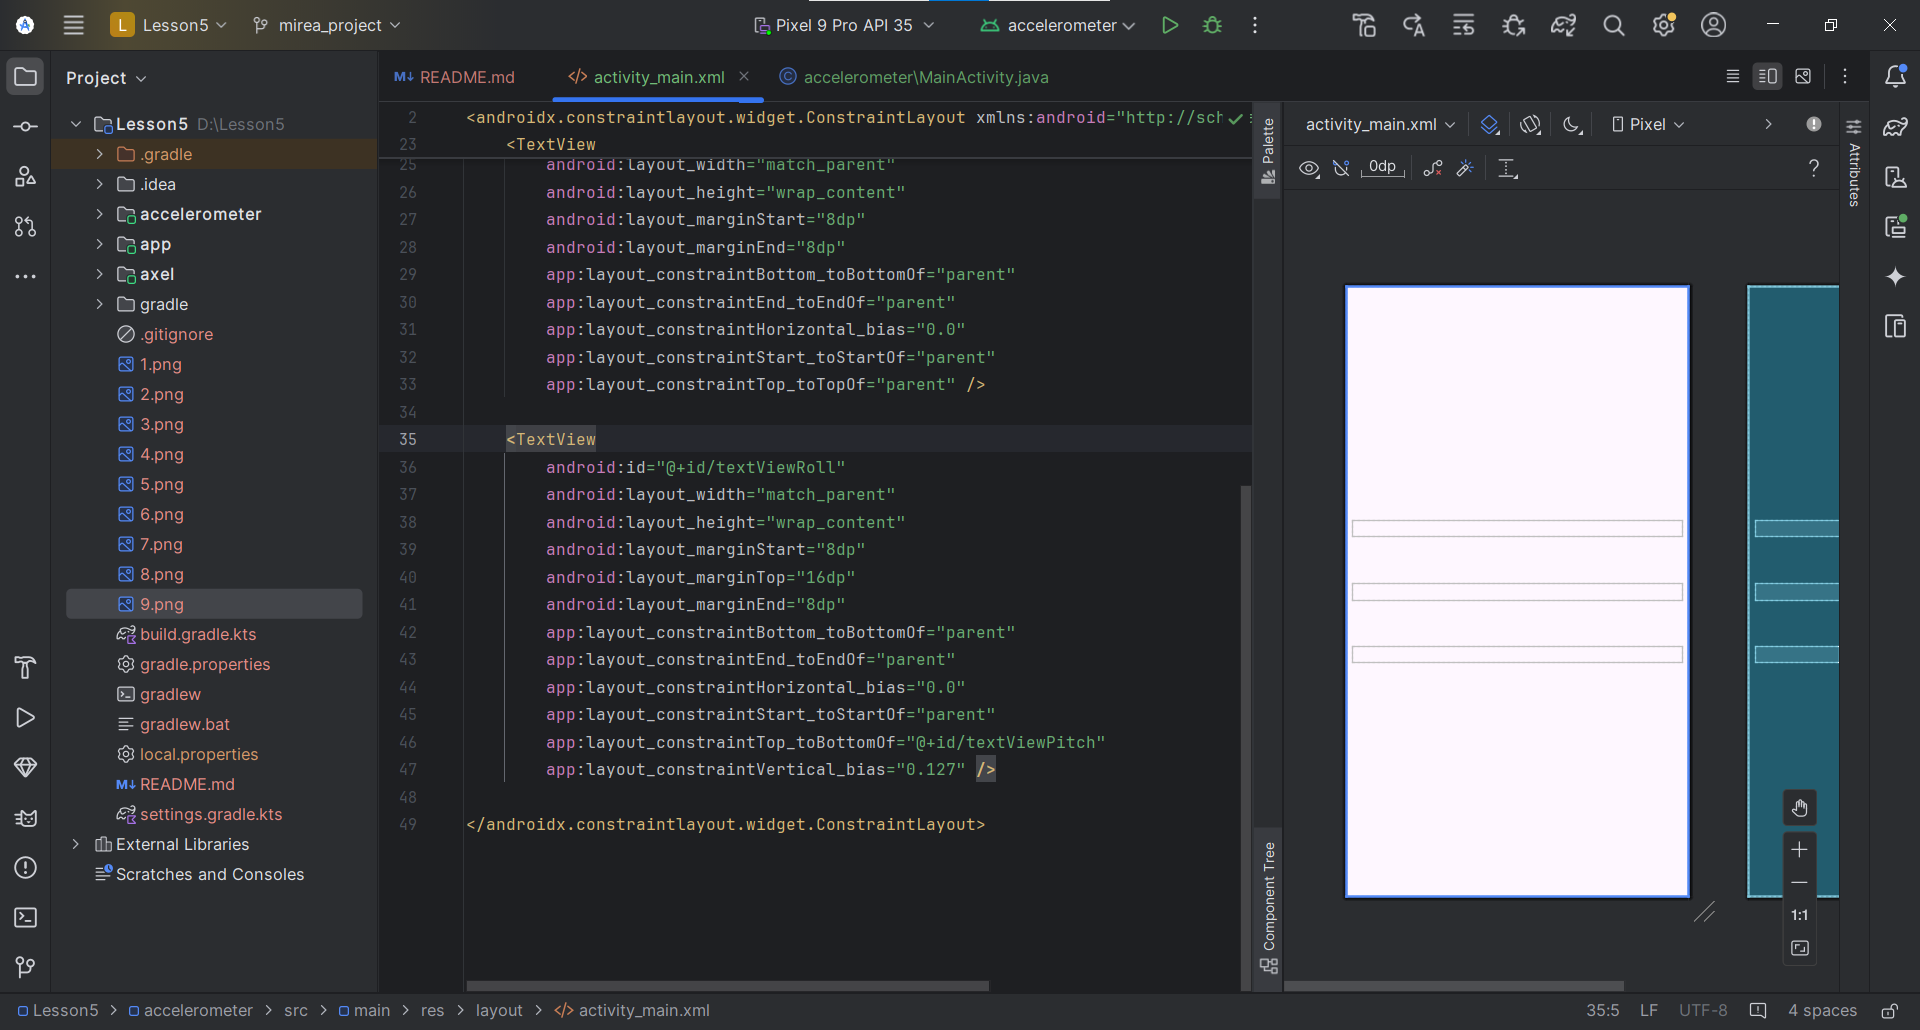 L Lesson5 mirea_project Pixel 9 Pro API 35 accelerometer
Project
README.md activity_main.xml accelerometer\MainActivity.java
Lesson5 D:\Lesson5
.gradle
.idea
accelerometer
app
axel
gradle
.gitignore
1.png
2.png
3.png
4.png
5.png
6.png
7.png
8.png
9.png
build.gradle.kts
gradle.properties
gradlew
gradlew.bat
local.properties
README.md
settings.gradle.kts
External Libraries
Scratches and Consoles
2 <androidx.constraintlayout.widget.ConstraintLayout xmlns:android="http://sch
23 <TextView
25 android:layout_width="match_parent"
26 android:layout_height="wrap_content"
27 android:layout_marginStart="8dp"
28 android:layout_marginEnd="8dp"
29 app:layout_constraintBottom_toBottomOf="parent"
30 app:layout_constraintEnd_toEndOf="parent"
31 app:layout_constraintHorizontal_bias="0.0"
32 app:layout_constraintStart_toStartOf="parent"
33 app:layout_constraintTop_toTopOf="parent" />
34
35 <TextView
36 android:id="@+id/textViewRoll"
37 android:layout_width="match_parent"
38 android:layout_height="wrap_content"
39 android:layout_marginStart="8dp"
40 android:layout_marginTop="16dp"
41 android:layout_marginEnd="8dp"
42 app:layout_constraintBottom_toBottomOf="parent"
43 app:layout_constraintEnd_toEndOf="parent"
44 app:layout_constraintHorizontal_bias="0.0"
45 app:layout_constraintStart_toStartOf="parent"
46 app:layout_constraintTop_toBottomOf="@+id/textViewPitch"
47 app:layout_constraintVertical_bias="0.127" />
48
49 </androidx.constraintlayout.widget.ConstraintLayout>
Palette
Component Tree
activity_main.xml Pixel
0dp ?
Attributes
1:1
Lesson5 > accelerometer > src > main > res > layout > activity_main.xml
35:5 LF UTF-8 4 spaces